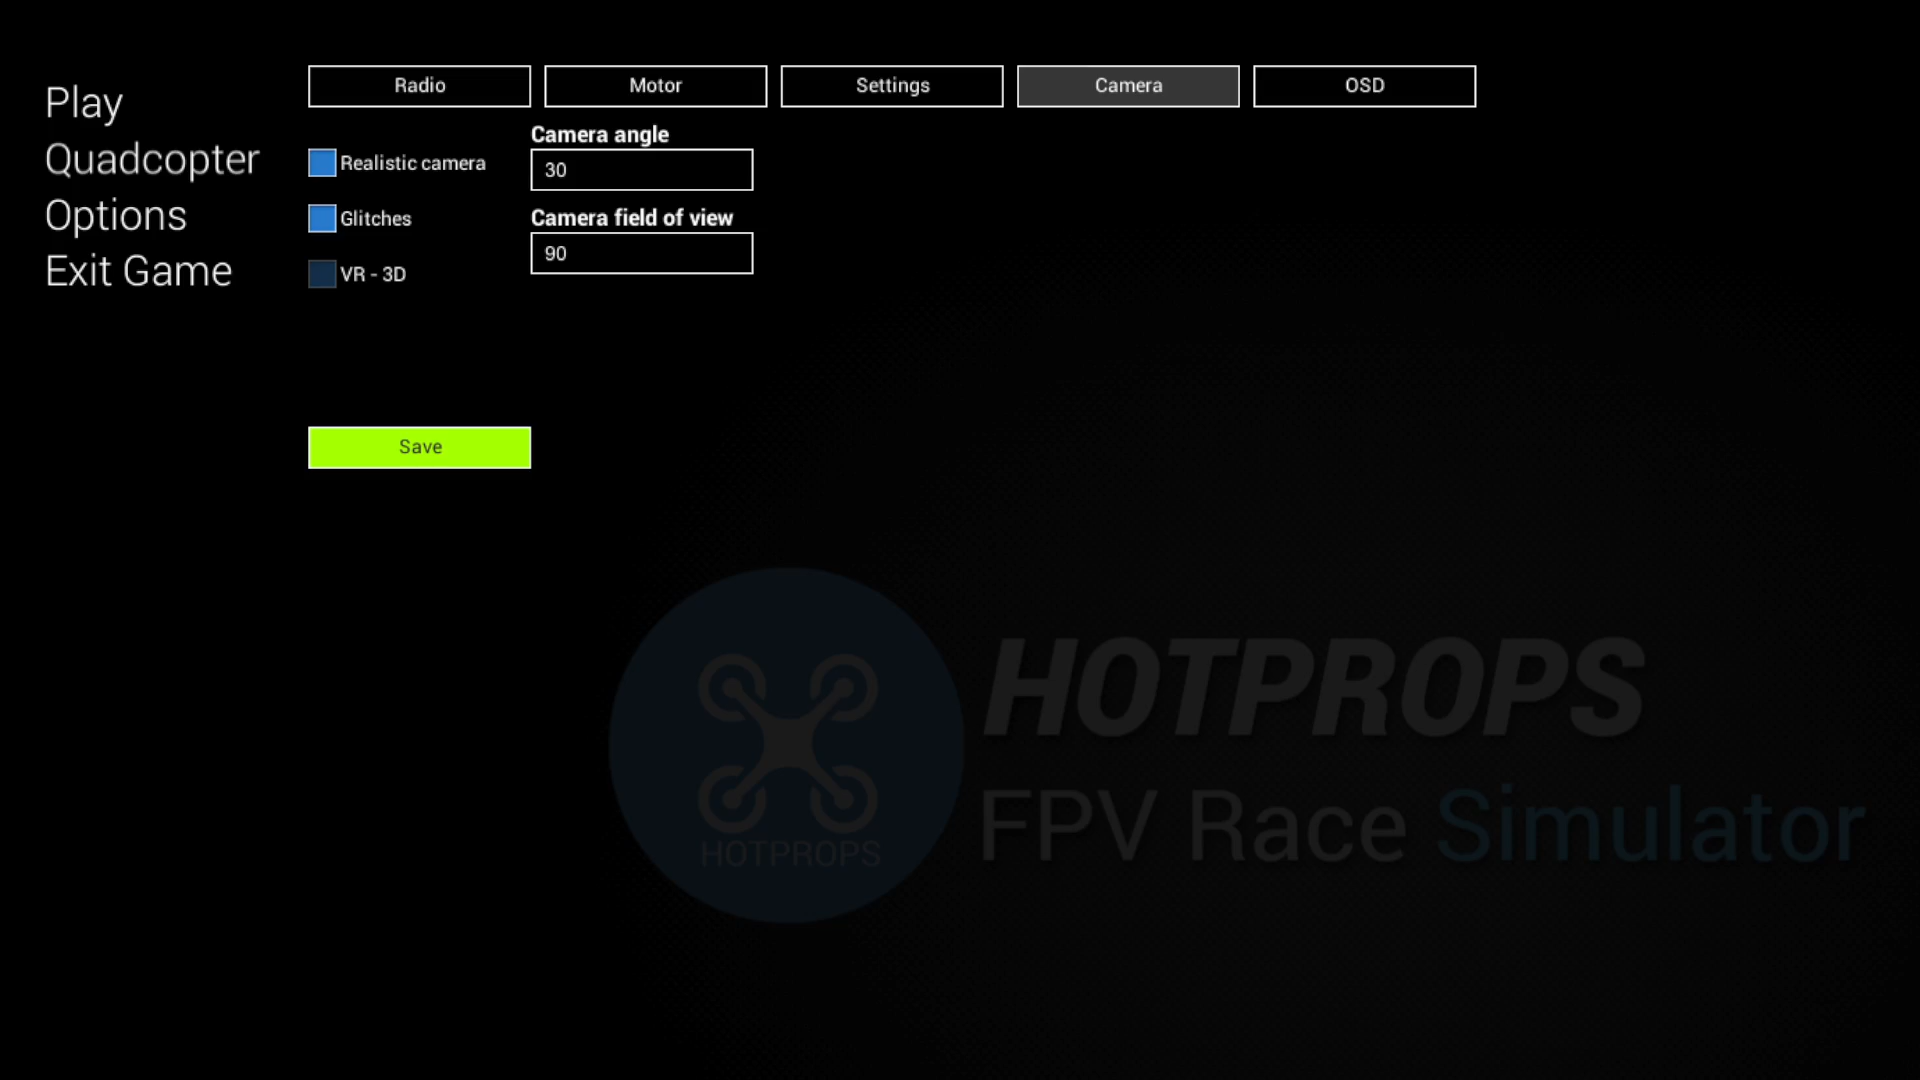 Play
Quadcopter
Options
Exit Game
Radio
Motor
Settings
Camera
OSD
Realistic camera
Glitches
VR - 3D
Camera angle
30
Camera field of view
90
Save
HOTPROPS
HOTPROPS
FPV Race Simulator